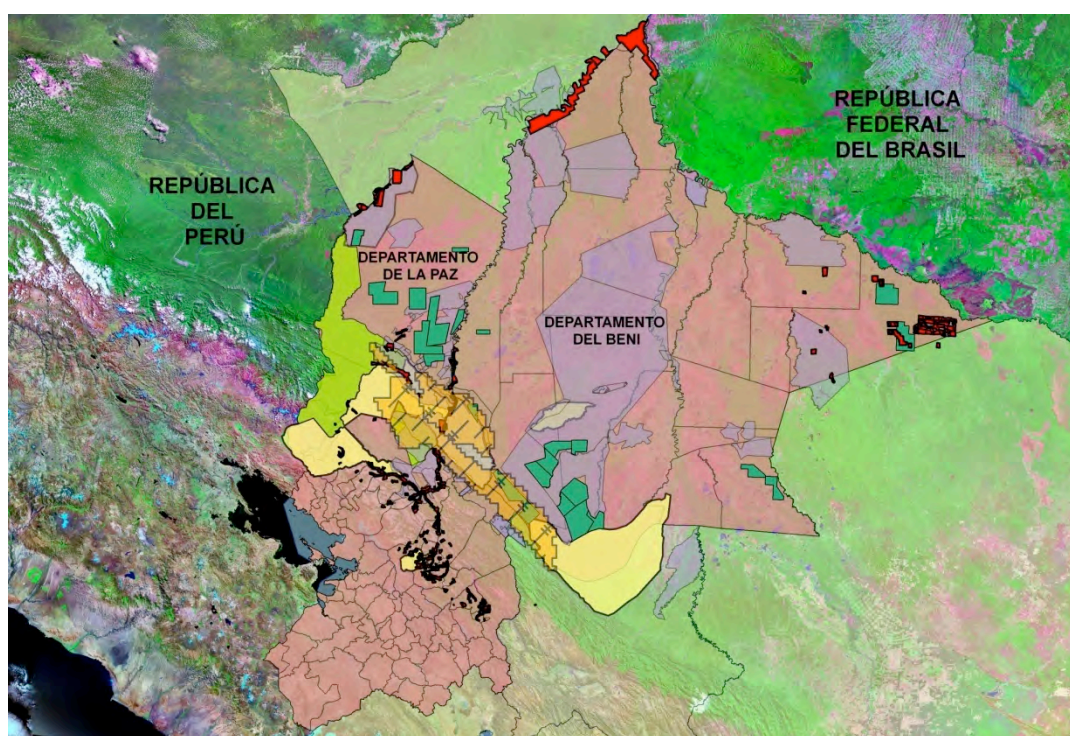 REPÚBLICA
FEDERAL
DEL BRASIL
REPÚBLICA
DEL
PERÚ
DEPARTAMENTO
DE LA PAZ
DEPARTAMENTO
DEL BENI